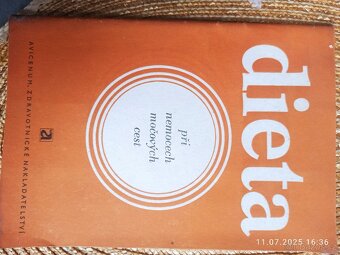 dieta
při
nemocech
močových
cest
AVICENUM, ZDRAVOTNICKÉ NAKLADATELSTVÍ
11.07.2025 16:36